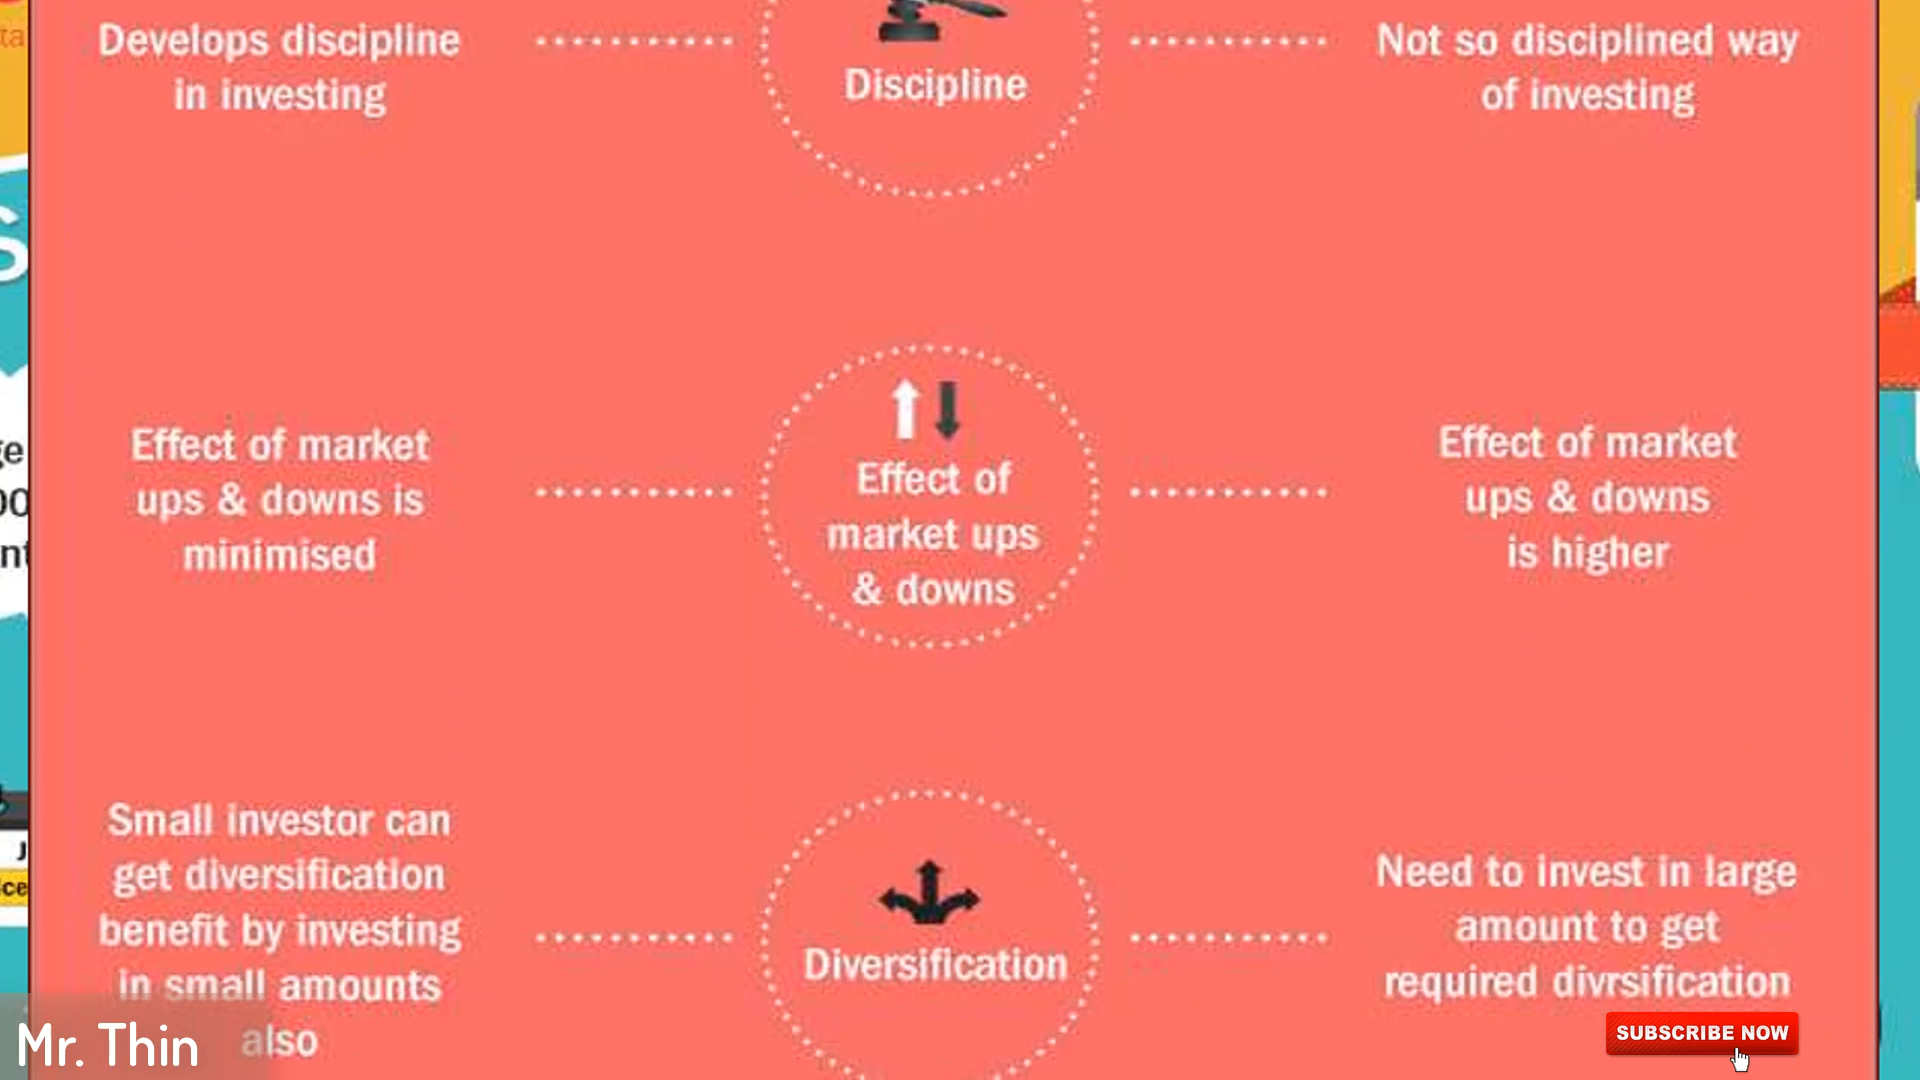 Develops discipline
in investing
Discipline
Not so disciplined way
of investing
Effect of market
ups & downs is
minimised
Effect of
market ups
& downs
Effect of market
ups & downs
is higher
Small investor can
get diversification
benefit by investing
in small amounts
also
Diversification
Need to invest in large
amount to get
required divrsification
Mr. Thin
SUBSCRIBE NOW